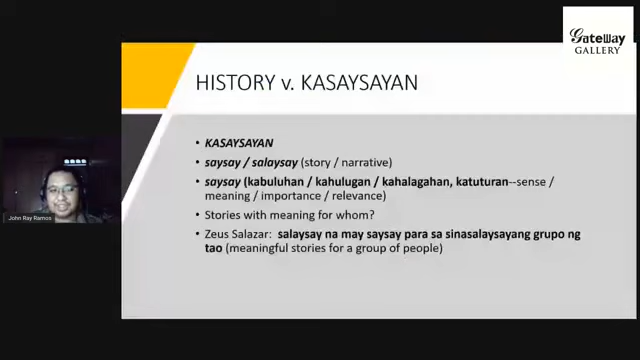 Gateway
GALLERY
HISTORY v. KASAYSAYAN
• KASAYSAYAN
• saysay / salaysay (story / narrative)
• saysay (kabuluhan / kahulugan / kahalagahan, katuturan--sense /
meaning / importance / relevance)
• Stories with meaning for whom?
• Zeus Salazar: salaysay na may saysay para sa sinasalaysayang grupo ng
tao (meaningful stories for a group of people)
John Ray Ramos